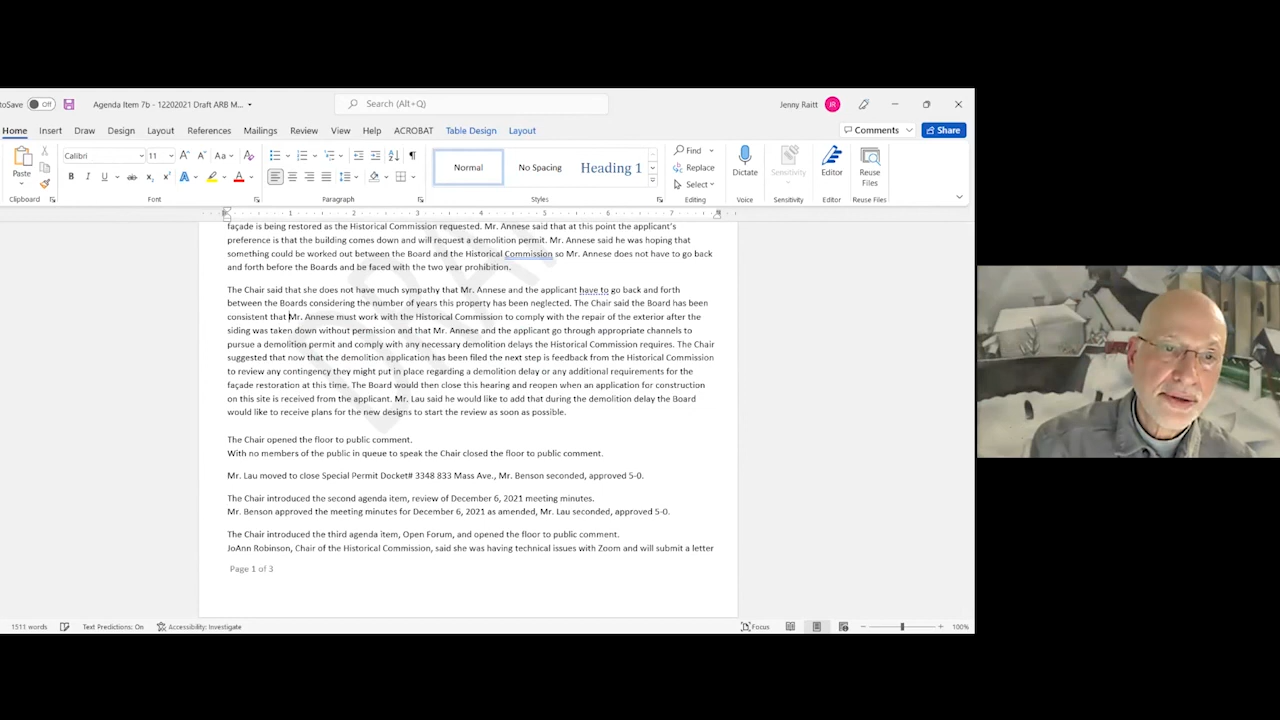 toSave Off Agenda Item 7b - 12202021 Draft ARB M... Search (Alt+Q) Jenny Raitt JR
Home Insert Draw Design Layout References Mailings Review View Help ACROBAT Table Design Layout Comments Share
Paste Calibri 11 Normal No Spacing Heading 1 Find Replace Select Dictate Sensitivity Editor Reuse Files
Clipboard Font Paragraph Styles Editing Voice Sensitivity Editor Reuse Files
1 2 3 4 5 6 7
façade is being restored as the Historical Commission requested. Mr. Annese said that at this point the applicant's
preference is that the building comes down and will request a demolition permit. Mr. Annese said he was hoping that
something could be worked out between the Board and the Historical Commission so Mr. Annese does not have to go back
and forth before the Boards and be faced with the two year prohibition.
The Chair said that she does not have much sympathy that Mr. Annese and the applicant have to go back and forth
between the Boards considering the number of years this property has been neglected. The Chair said the Board has been
consistent that Mr. Annese must work with the Historical Commission to comply with the repair of the exterior after the
siding was taken down without permission and that Mr. Annese and the applicant go through appropriate channels to
pursue a demolition permit and comply with any necessary demolition delays the Historical Commission requires. The Chair
suggested that now that the demolition application has been filed the next step is feedback from the Historical Commission
to review any contingency they might put in place regarding a demolition delay or any additional requirements for the
façade restoration at this time. The Board would then close this hearing and reopen when an application for construction
on this site is received from the applicant. Mr. Lau said he would like to add that during the demolition delay the Board
would like to receive plans for the new designs to start the review as soon as possible.
The Chair opened the floor to public comment.
With no members of the public in queue to speak the Chair closed the floor to public comment.
Mr. Lau moved to close Special Permit Docket# 3348 833 Mass Ave., Mr. Benson seconded, approved 5-0.
The Chair introduced the second agenda item, review of December 6, 2021 meeting minutes.
Mr. Benson approved the meeting minutes for December 6, 2021 as amended, Mr. Lau seconded, approved 5-0.
The Chair introduced the third agenda item, Open Forum, and opened the floor to public comment.
JoAnn Robinson, Chair of the Historical Commission, said she was having technical issues with Zoom and will submit a letter
Page 1 of 3
1511 words Text Predictions: On Accessibility: Investigate Focus 100%